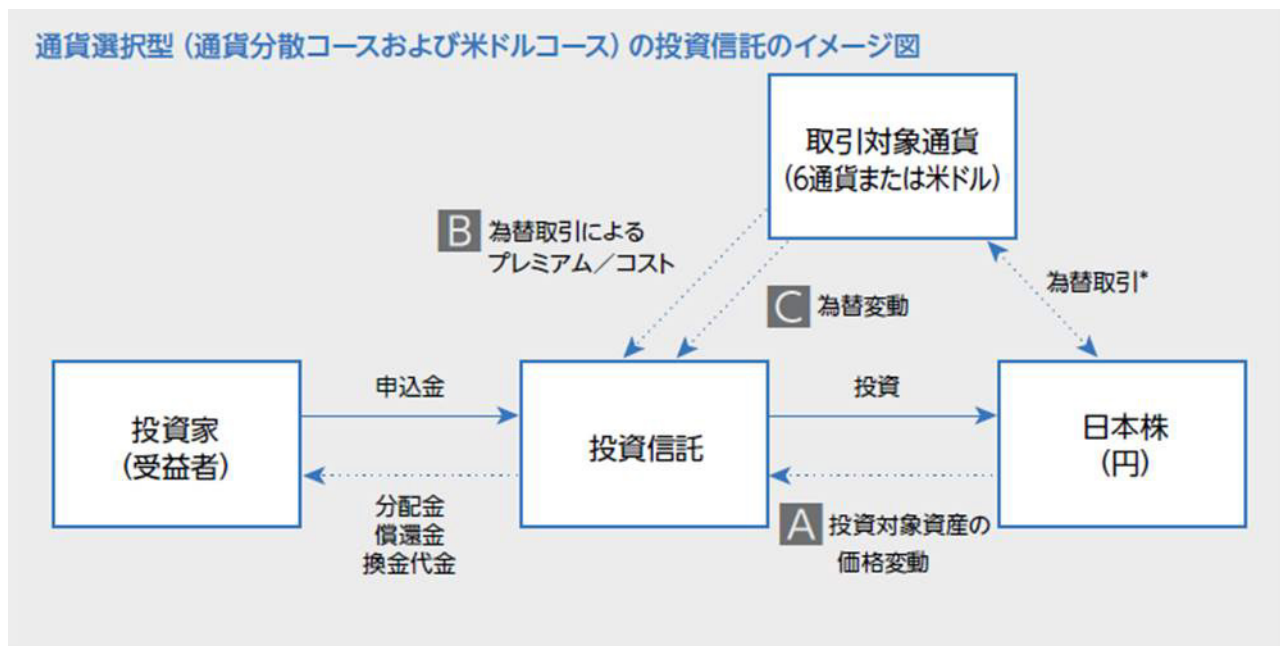 通貨選択型（通貨分散コースおよび米ドルコース）の投資信託のイメージ図
取引対象通貨
（6通貨または米ドル）
B 為替取引による
プレミアム／コスト
C 為替変動
為替取引*
投資家
（受益者）
申込金
分配金
償還金
換金代金
投資信託
投資
A 投資対象資産の
価格変動
日本株
（円）